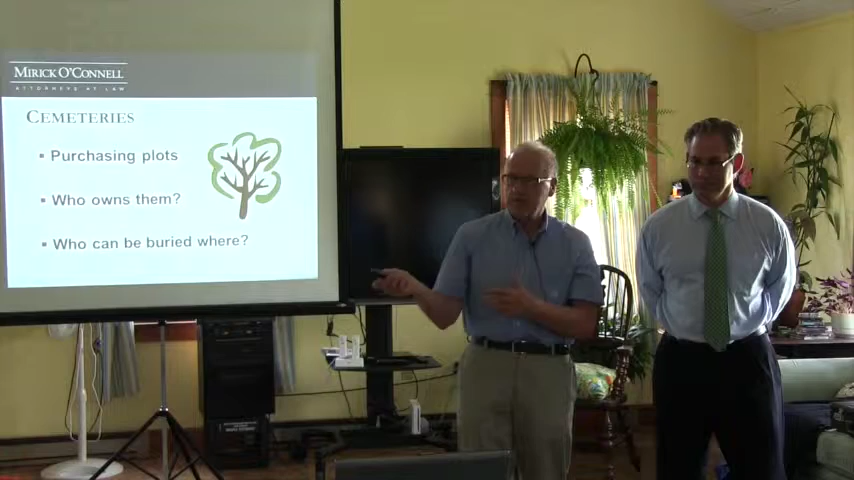 MIRICK O'CONNELL
ATTORNEYS AT LAW
CEMETERIES
▪ Purchasing plots
▪ Who owns them?
▪ Who can be buried where?